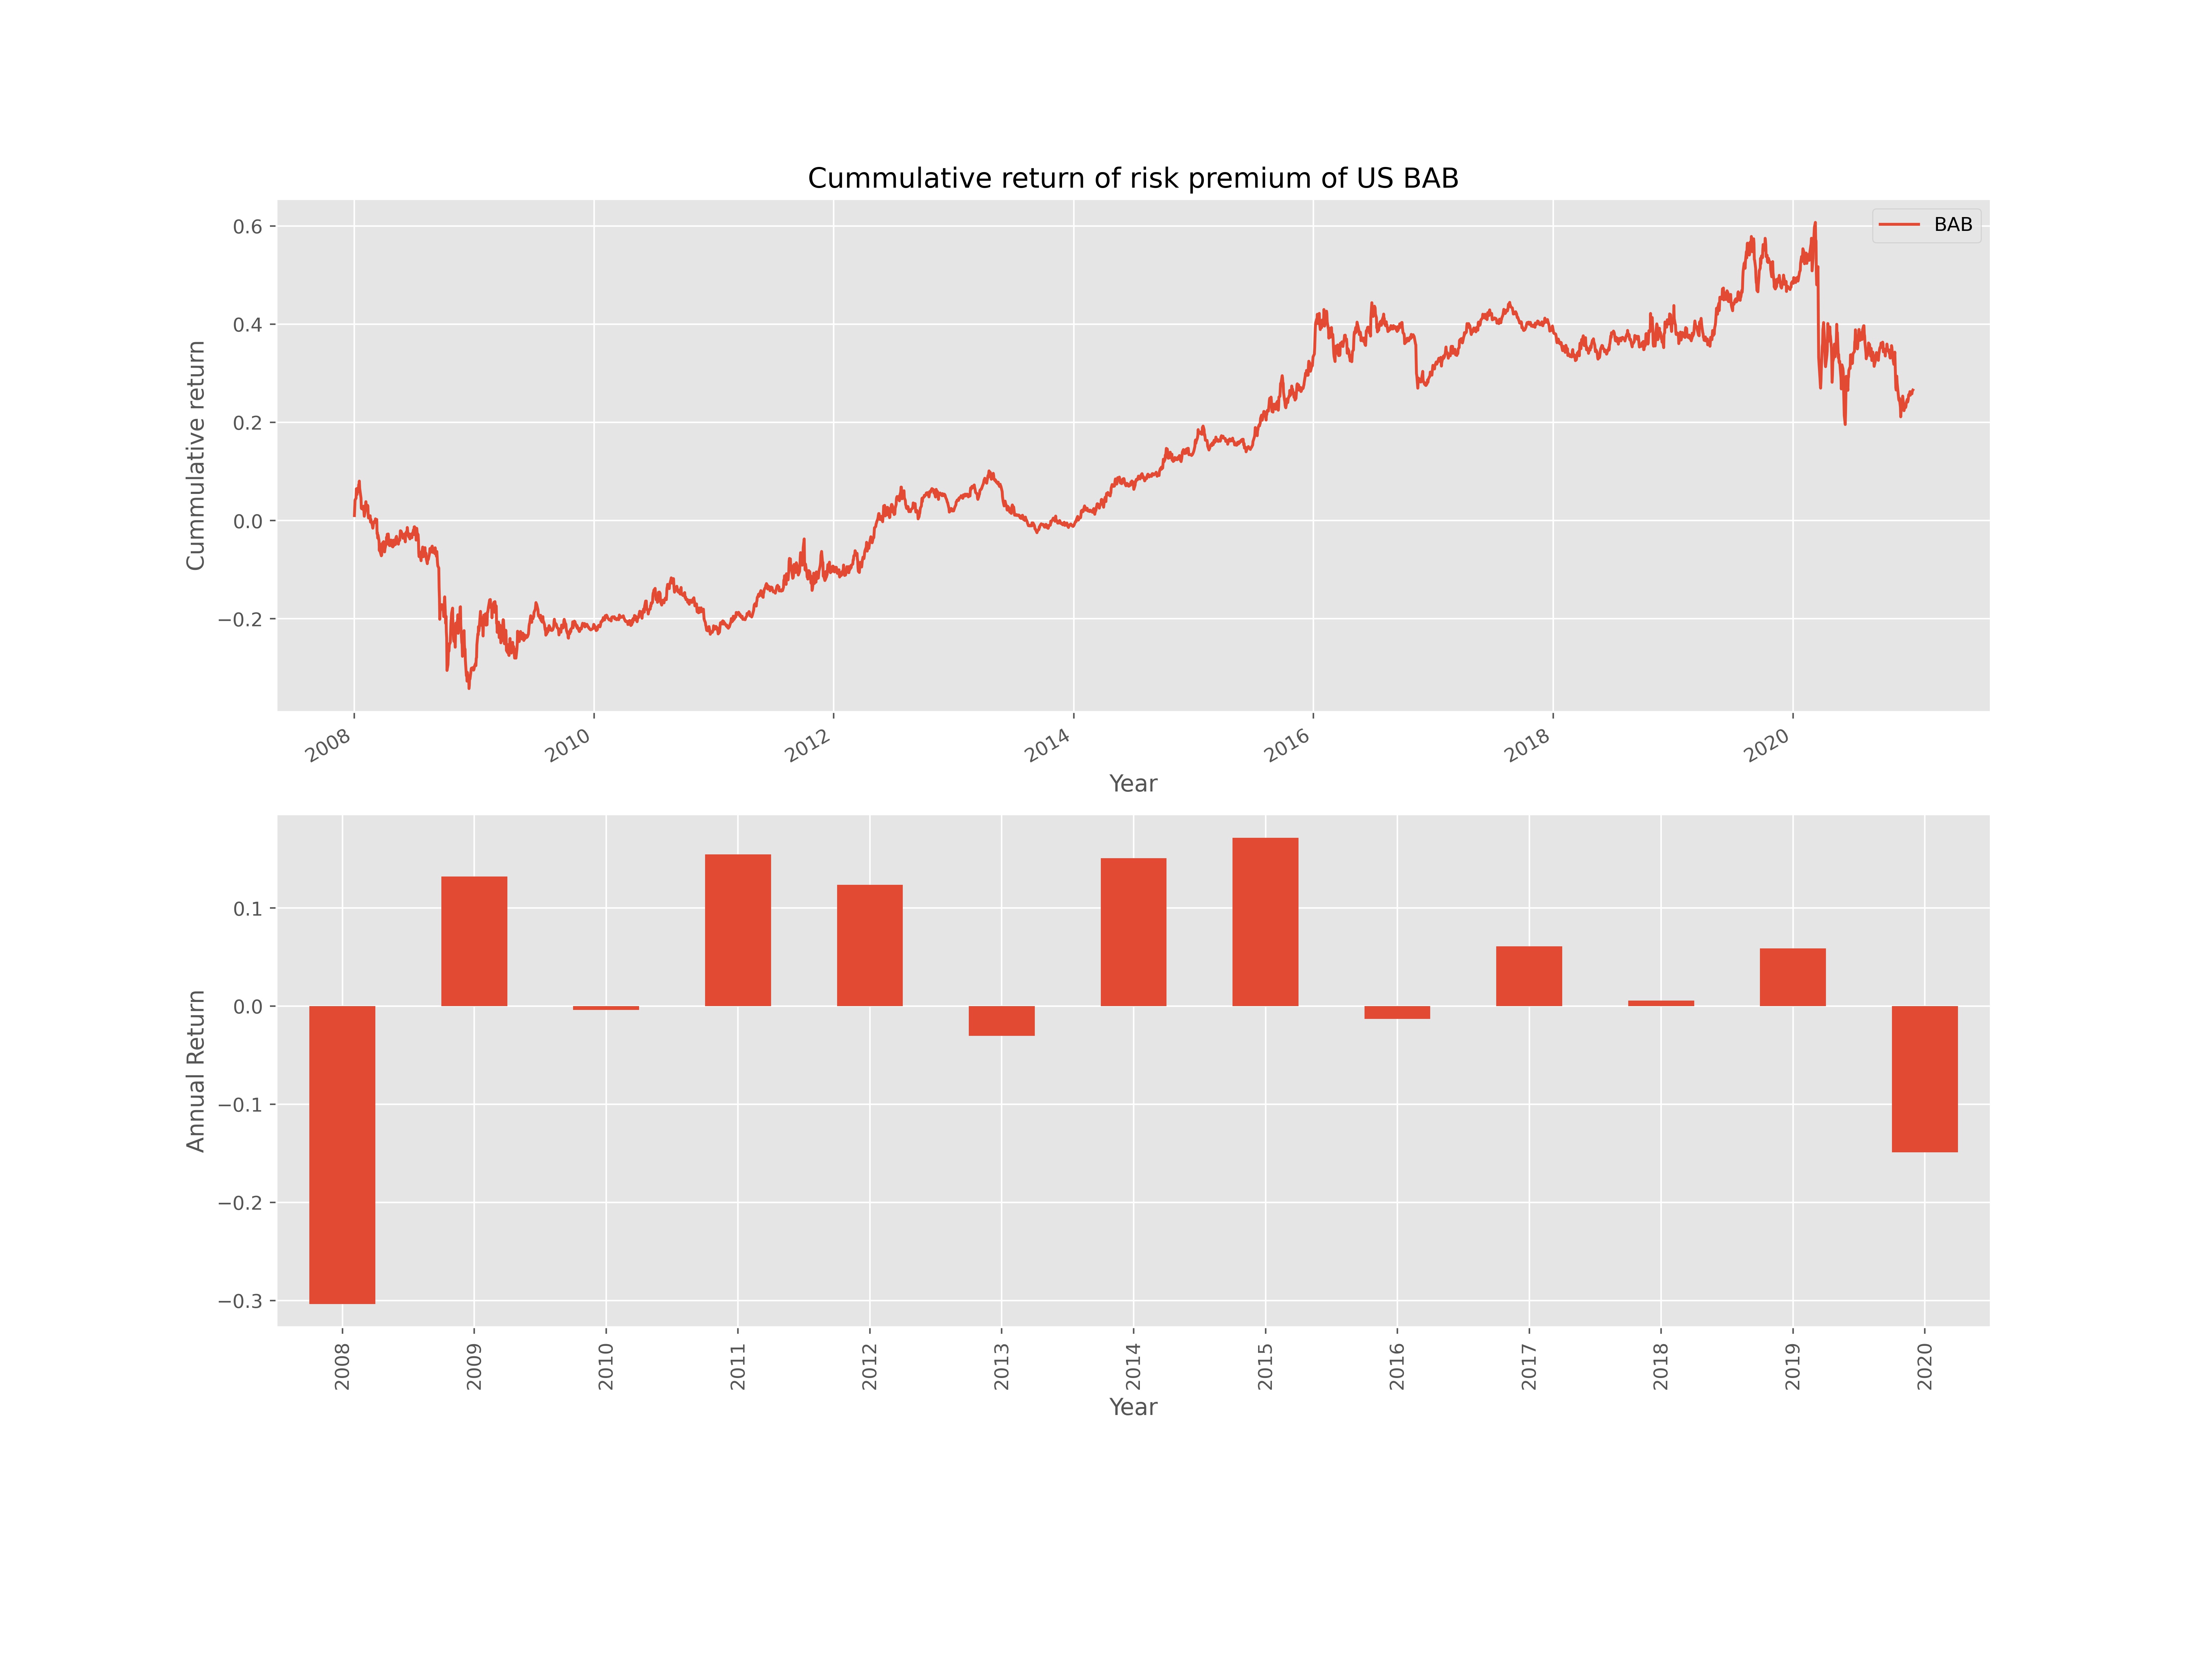 Cummulative return of risk premium of US BAB
BAB
Cummulative return
0.6
0.4
0.2
0.0
−0.2
2008 2010 2012 2014 2016 2018 2020
Year
Annual Return
0.1
0.0
−0.1
−0.2
−0.3
2008 2009 2010 2011 2012 2013 2014 2015 2016 2017 2018 2019 2020
Year